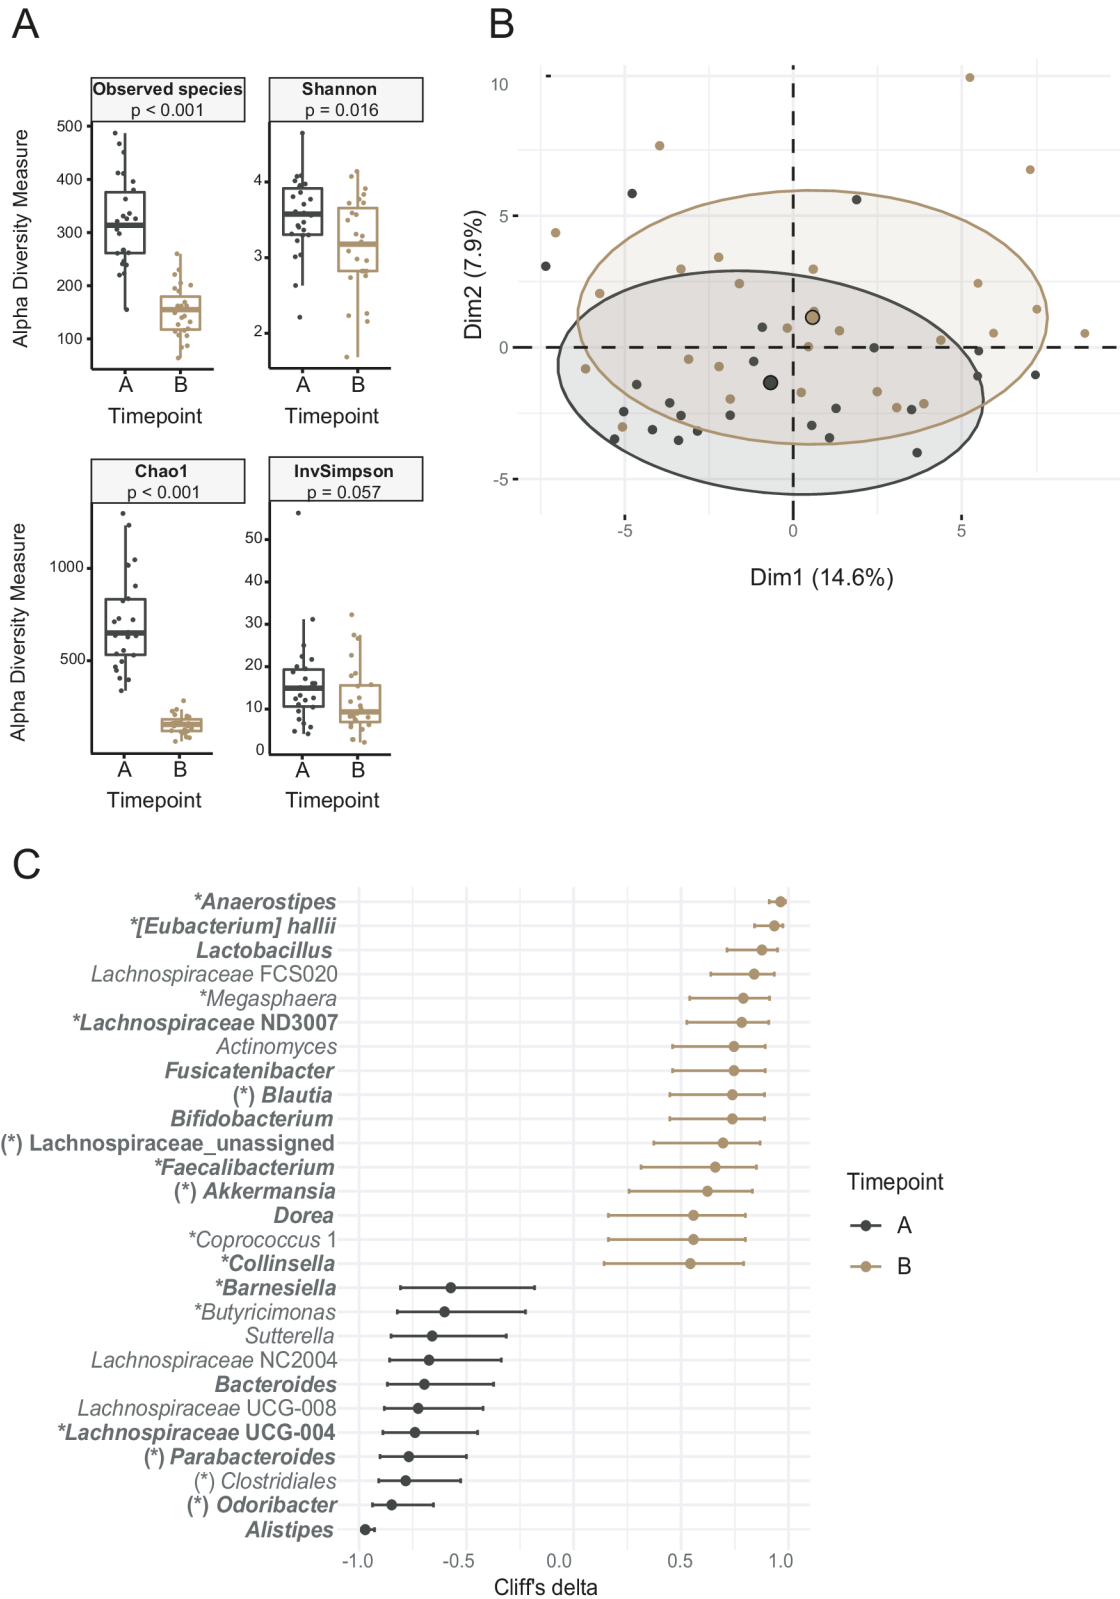 A
Observed species
p < 0.001
Shannon
p = 0.016
Alpha Diversity Measure
500
400
300
200
100
4
3
2
A
B
A
B
Timepoint
Timepoint
Chao1
p < 0.001
InvSimpson
p = 0.057
Alpha Diversity Measure
1000
500
50
40
30
20
10
0
A
B
A
B
Timepoint
Timepoint
B
Dim2 (7.9%)
10
5
0
-5
-5
0
5
Dim1 (14.6%)
C
*Anaerostipes
*[Eubacterium] hallii
Lactobacillus
Lachnospiraceae FCS020
*Megasphaera
*Lachnospiraceae ND3007
Actinomyces
Fusicatenibacter
(*) Blautia
Bifidobacterium
(*) Lachnospiraceae_unassigned
*Faecalibacterium
(*) Akkermansia
Dorea
*Coprococcus 1
*Collinsella
*Barnesiella
*Butyricimonas
Sutterella
Lachnospiraceae NC2004
Bacteroides
Lachnospiraceae UCG-008
*Lachnospiraceae UCG-004
(*) Parabacteroides
(*) Clostridiales
(*) Odoribacter
Alistipes
-1.0
-0.5
0.0
0.5
1.0
Cliff's delta
Timepoint
A
B